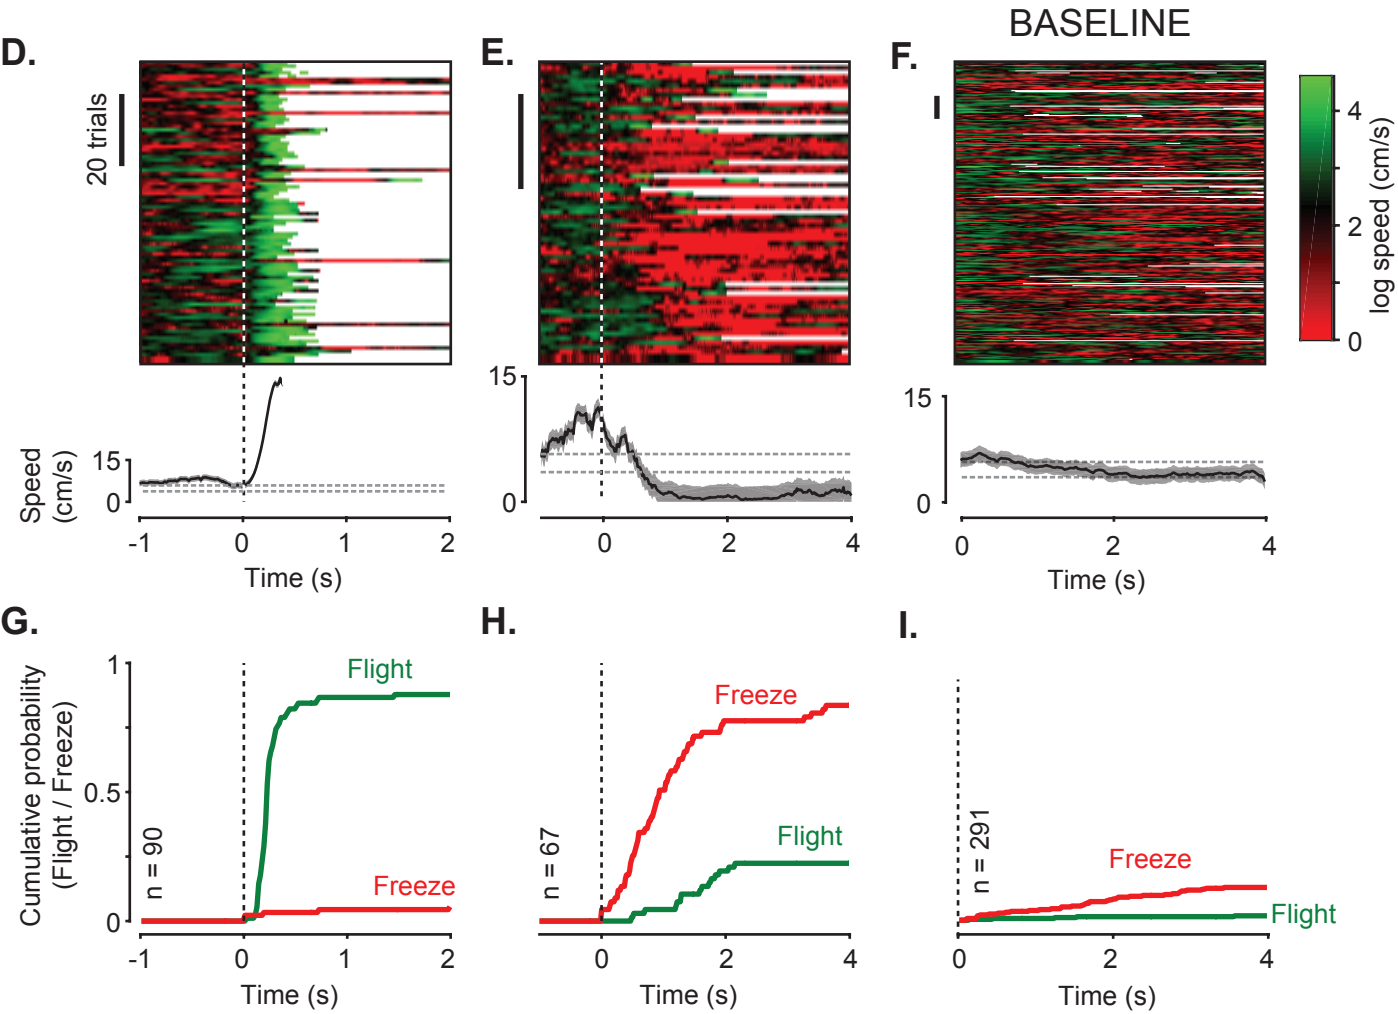 BASELINE
D.
E.
F.
20 trials
4
2
0
log speed (cm/s)
15
0
Speed
(cm/s)
-1
0
1
2
Time (s)
15
0
0
2
4
15
0
0
2
4
Time (s)
G.
H.
I.
Cumulative probability
(Flight / Freeze)
1
0.5
0
n = 90
Flight
Freeze
-1
0
1
2
Time (s)
n = 67
Freeze
Flight
0
2
4
Time (s)
n = 291
Freeze
Flight
0
2
4
Time (s)